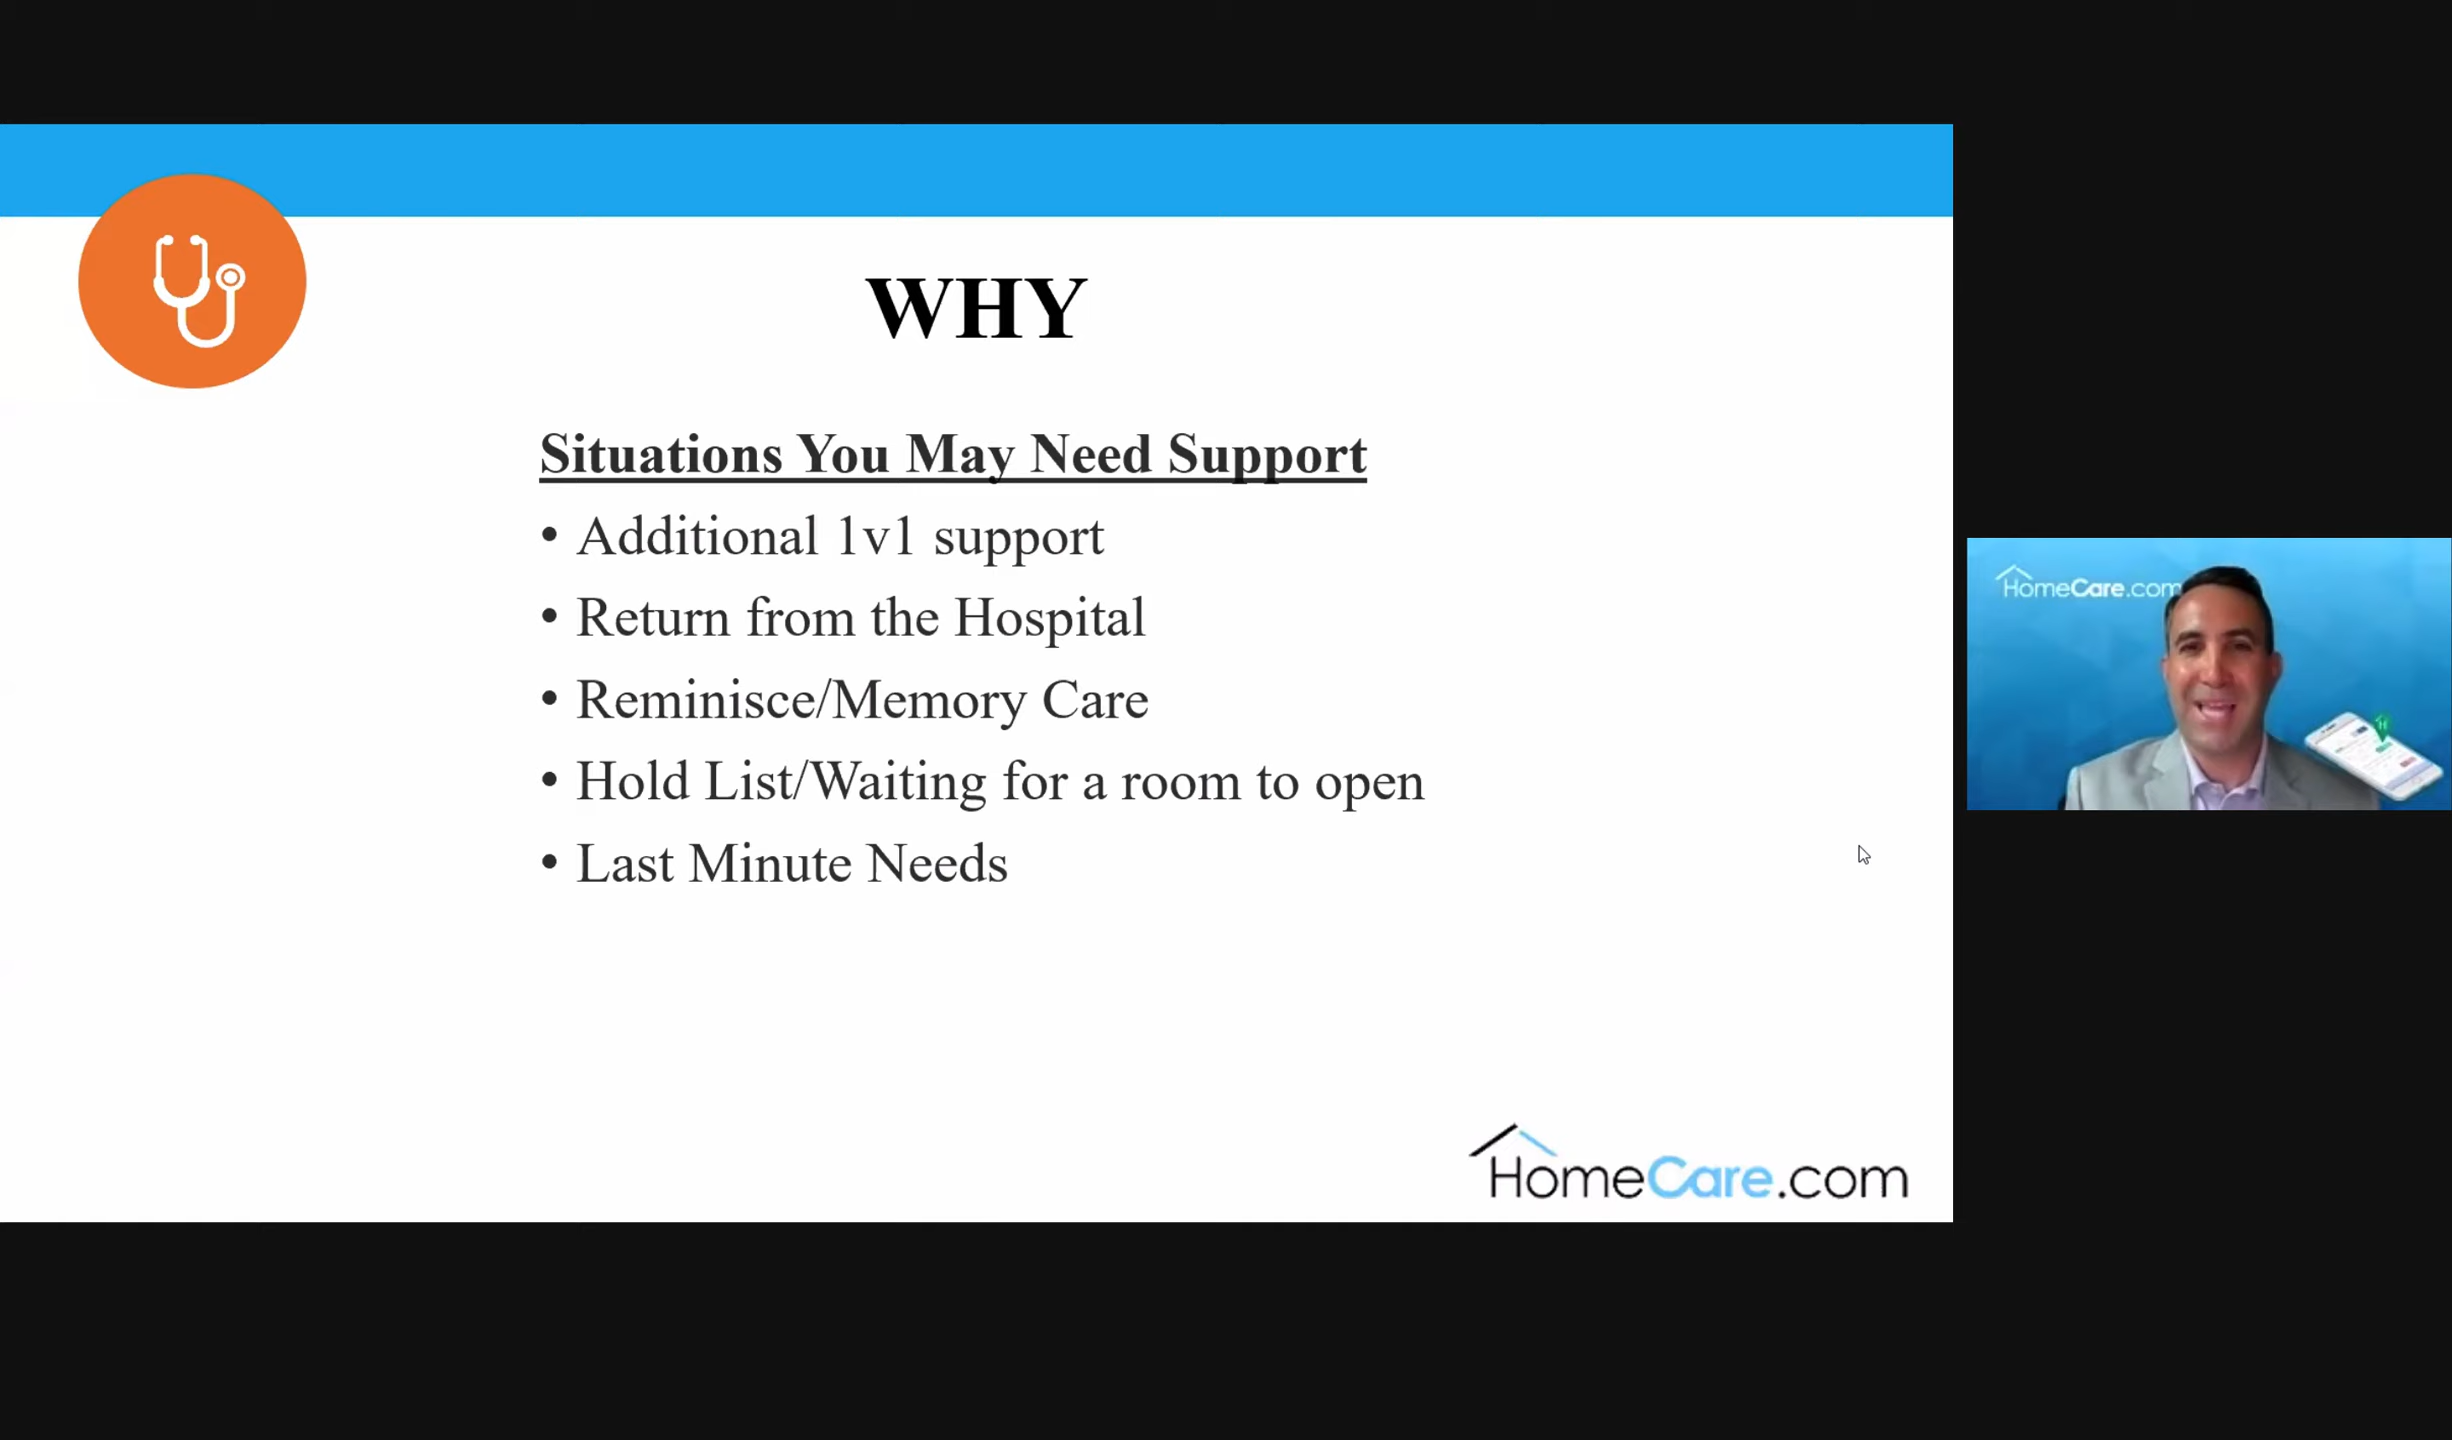 WHY
Situations You May Need Support
• Additional 1v1 support
• Return from the Hospital
• Reminisce/Memory Care
• Hold List/Waiting for a room to open
• Last Minute Needs
HomeCare.com
HomeCare.com